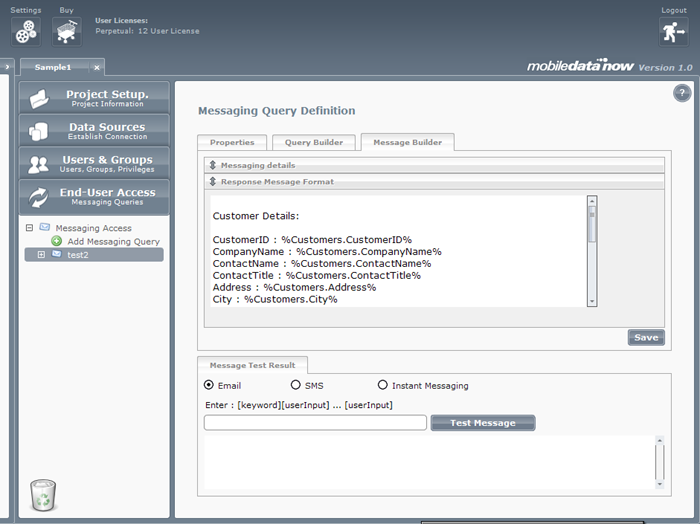 Settings
Buy
User Licenses:
Perpetual: 12 User License
Logout
Sample1
x
mobiledatanow Version 1.0
Project Setup.
Project Information
Data Sources
Establish Connection
Users & Groups
Users, Groups, Privileges
End-User Access
Messaging Queries
Messaging Access
Add Messaging Query
test2
?
Messaging Query Definition
Properties
Query Builder
Message Builder
Messaging details
Response Message Format
Customer Details:
CustomerID : %Customers.CustomerID%
CompanyName : %Customers.CompanyName%
ContactName : %Customers.ContactName%
ContactTitle : %Customers.ContactTitle%
Address : %Customers.Address%
City : %Customers.City%
Save
Message Test Result
Email
SMS
Instant Messaging
Enter : [keyword][userInput] ... [userInput]
Test Message